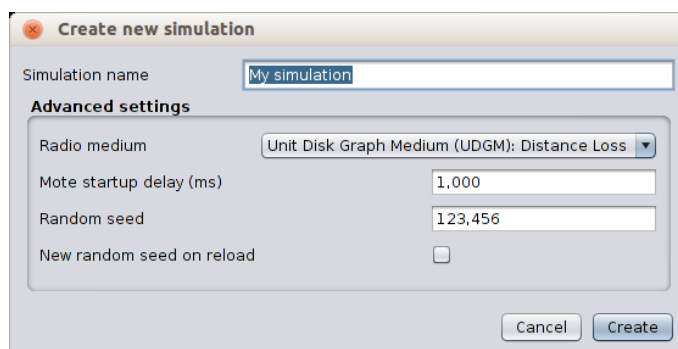 Create new simulation
Simulation name My simulation
Advanced settings
Radio medium Unit Disk Graph Medium (UDGM): Distance Loss
Mote startup delay (ms) 1,000
Random seed 123,456
New random seed on reload
Cancel Create